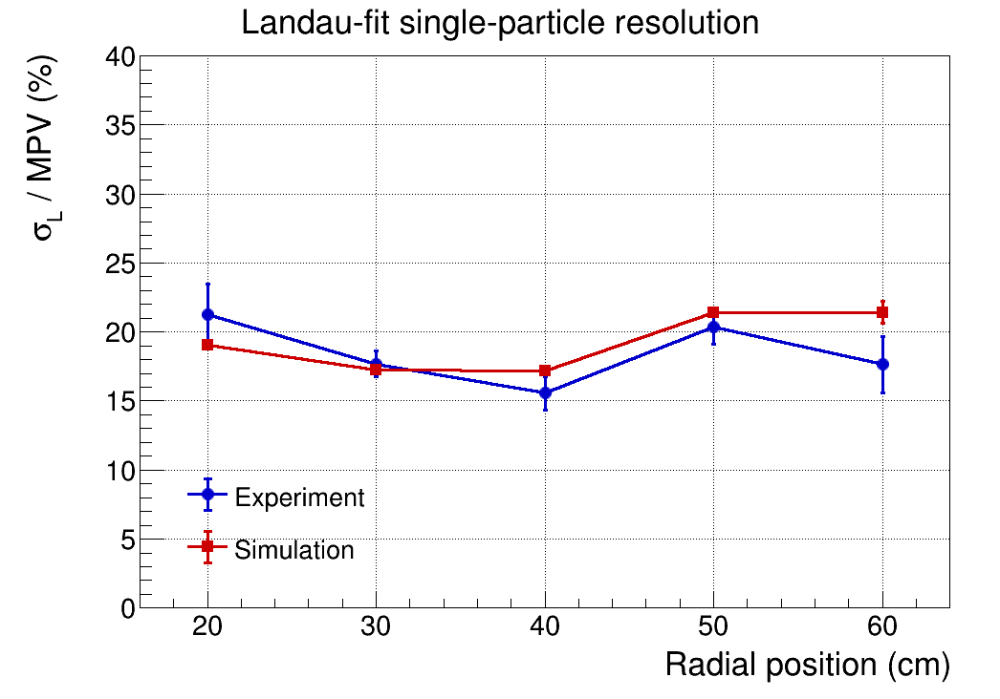 Landau-fit single-particle resolution
σL / MPV (%)
40
35
30
25
20
15
10
5
0
Experiment
Simulation
20 30 40 50 60
Radial position (cm)